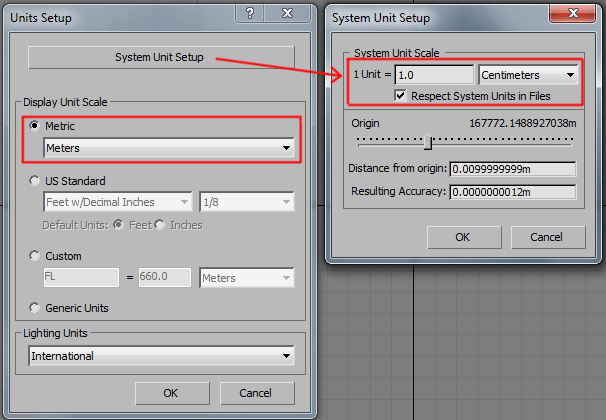 Units Setup
System Unit Setup
Display Unit Scale
Metric
Meters
US Standard
Feet w/Decimal Inches 1/8
Default Units: Feet Inches
Custom
FL = 660.0 Meters
Generic Units
Lighting Units
International
OK Cancel
System Unit Setup
System Unit Scale
1 Unit = 1.0 Centimeters
Respect System Units in Files
Origin 167772.1488927038m
Distance from origin: 0.0099999999m
Resulting Accuracy: 0.0000000012m
OK Cancel